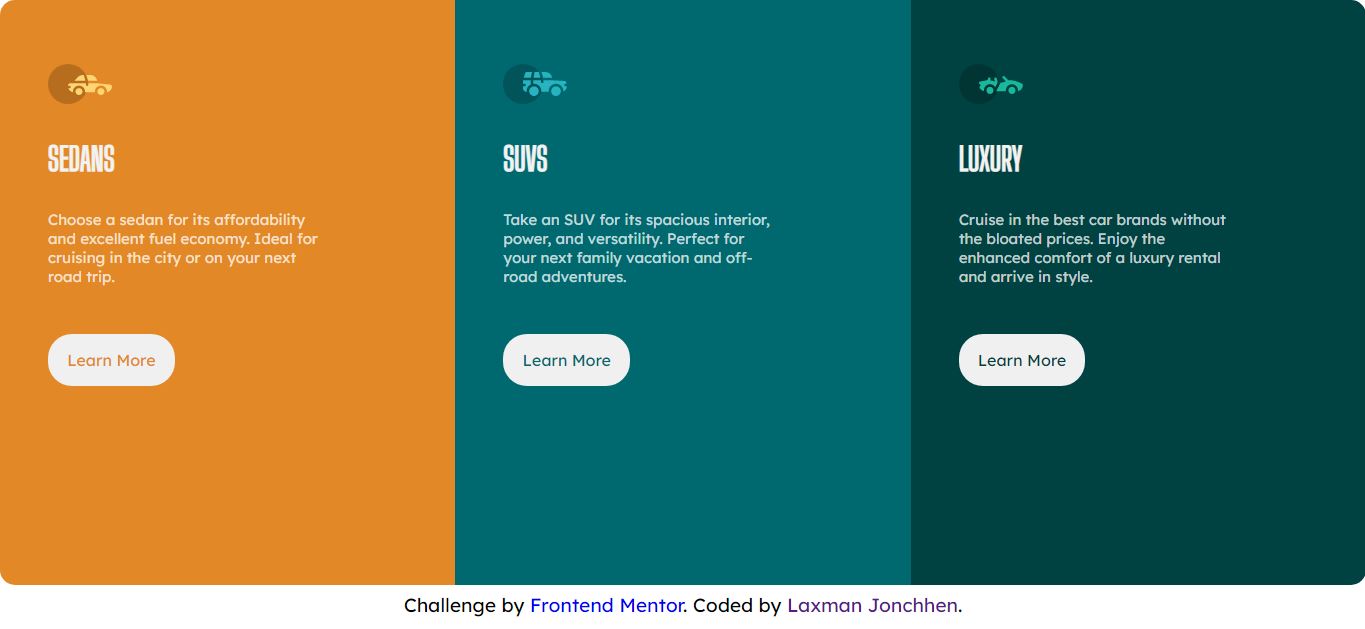 SEDANS
Choose a sedan for its affordability
and excellent fuel economy. Ideal for
cruising in the city or on your next
road trip.
Learn More
SUVS
Take an SUV for its spacious interior,
power, and versatility. Perfect for
your next family vacation and off-
road adventures.
Learn More
LUXURY
Cruise in the best car brands without
the bloated prices. Enjoy the
enhanced comfort of a luxury rental
and arrive in style.
Learn More
Challenge by Frontend Mentor. Coded by Laxman Jonchhen.